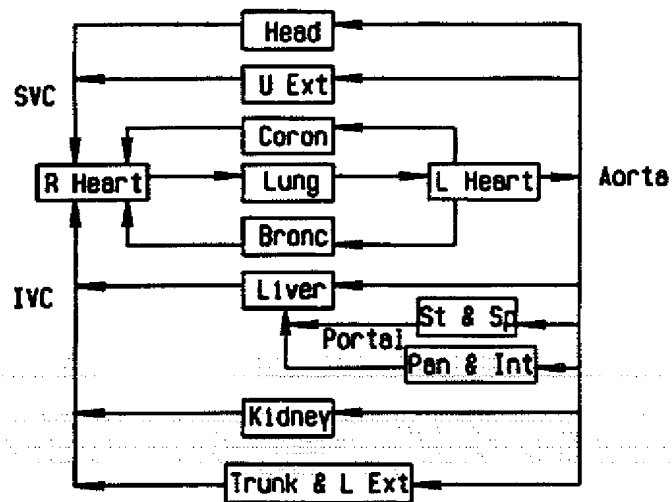 Head
U Ext
SVC
Coron
R Heart
Lung
L Heart
Aorta
Bronc
Liver
IVC
St & Sp
Portal
Pan & Int
Kidney
Trunk & L Ext